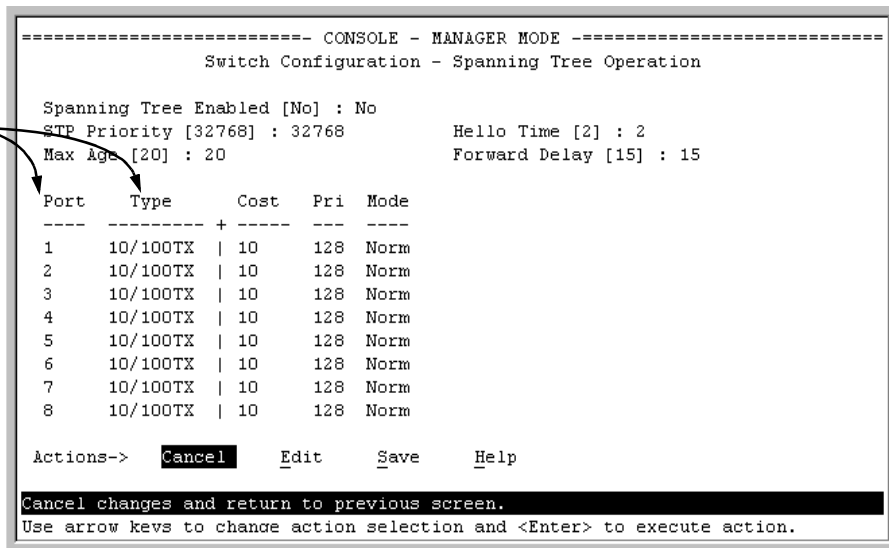 ===========================- CONSOLE - MANAGER MODE -============================
Switch Configuration - Spanning Tree Operation
Spanning Tree Enabled [No] : No
STP Priority [32768] : 32768 Hello Time [2] : 2
Max Age [20] : 20 Forward Delay [15] : 15
Port Type Cost Pri Mode
---- --------- + ----- --- ----
1 10/100TX | 10 128 Norm
2 10/100TX | 10 128 Norm
3 10/100TX | 10 128 Norm
4 10/100TX | 10 128 Norm
5 10/100TX | 10 128 Norm
6 10/100TX | 10 128 Norm
7 10/100TX | 10 128 Norm
8 10/100TX | 10 128 Norm
Actions-> Cancel Edit Save Help
Cancel changes and return to previous screen.
Use arrow keys to change action selection and <Enter> to execute action.